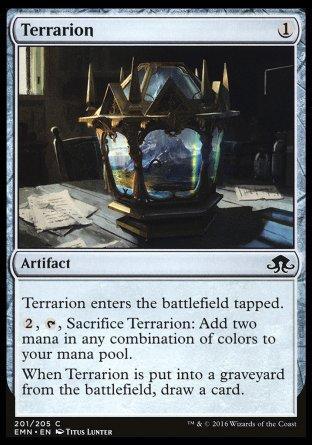 Terrarion 1
Artifact
Terrarion enters the battlefield tapped.
2, , Sacrifice Terrarion: Add two
mana in any combination of colors to
your mana pool.
When Terrarion is put into a graveyard
from the battlefield, draw a card.
201/205 C
EMN • EN Titus Lunter
™ & © 2016 Wizards of the Coast